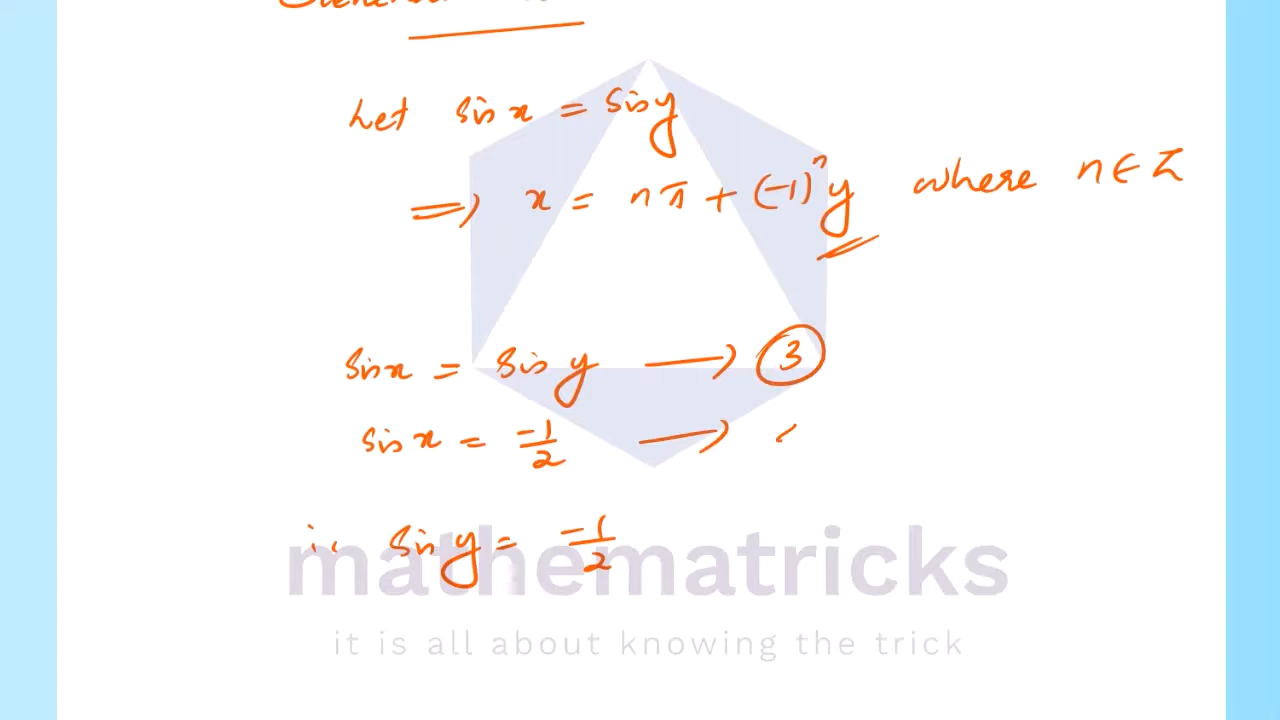 Let sin x = sin y
⇒ x = nπ + (-1)ⁿ y where n ∈ Z
sin x = sin y → 3
sin x = -1/2 →
sin y = -1/2
mathematricks
it is all about knowing the trick